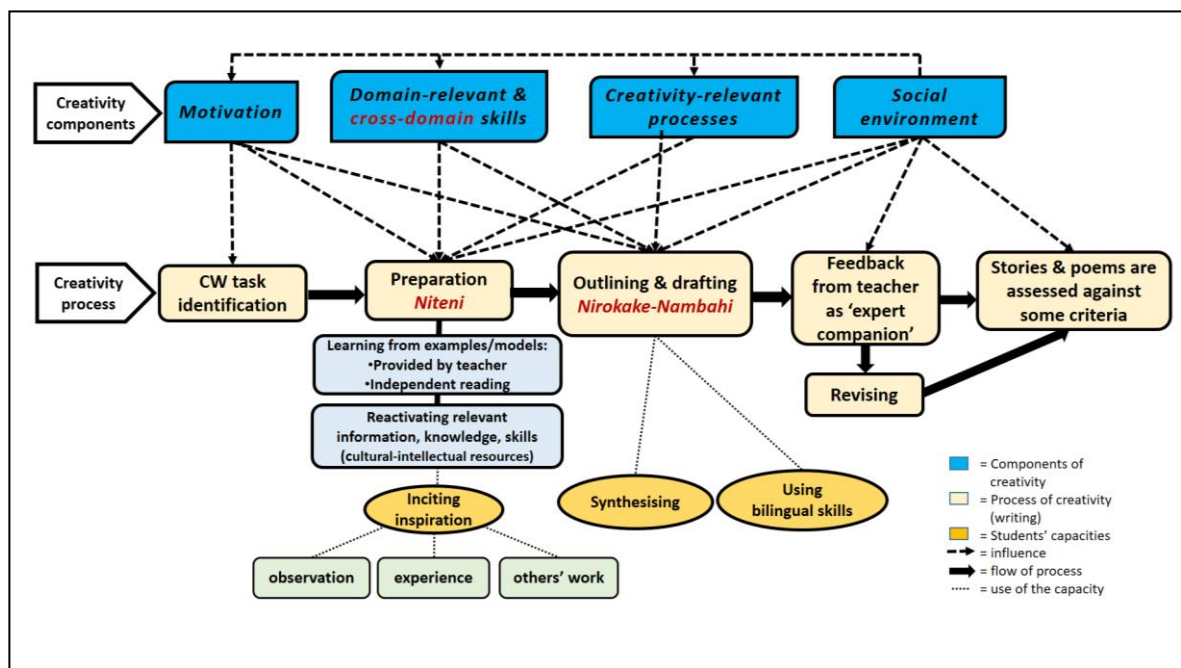 Creativity
components
Motivation
Domain-relevant &
cross-domain skills
Creativity-relevant
processes
Social
environment
Creativity
process
CW task
identification
Preparation
Niteni
Outlining & drafting
Nirokake-Nambahi
Feedback
from teacher
as ‘expert
companion’
Stories & poems are
assessed against
some criteria
Learning from examples/models:
•Provided by teacher
•Independent reading
Revising
Reactivating relevant
information, knowledge, skills
(cultural-intellectual resources)
Inciting
inspiration
Synthesising
Using
bilingual skills
observation
experience
others’ work
= Components of
creativity
= Process of creativity
(writing)
= Students’ capacities
= influence
= flow of process
= use of the capacity